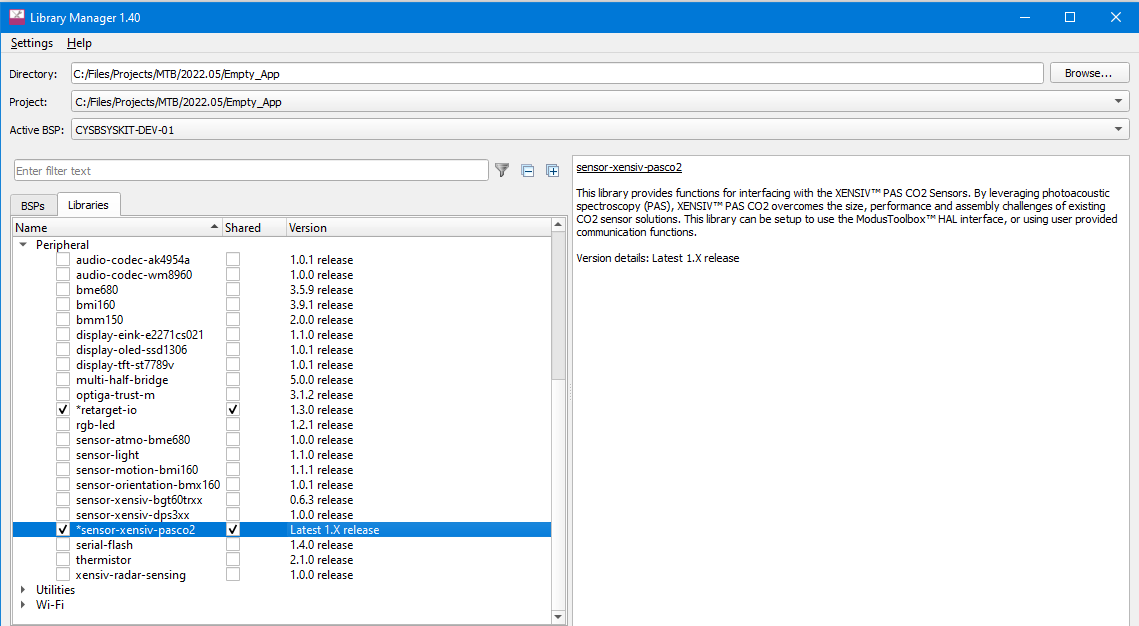 Library Manager 1.40
Settings Help
Directory: C:/Files/Projects/MTB/2022.05/Empty_App Browse...
Project: C:/Files/Projects/MTB/2022.05/Empty_App
Active BSP: CYSBSYSKIT-DEV-01
Enter filter text
BSPs Libraries
Name Shared Version
Peripheral
audio-codec-ak4954a 1.0.1 release
audio-codec-wm8960 1.0.0 release
bme680 3.5.9 release
bmi160 3.9.1 release
bmm150 2.0.0 release
display-eink-e2271cs021 1.1.0 release
display-oled-ssd1306 1.0.1 release
display-tft-st7789v 1.0.1 release
multi-half-bridge 5.0.0 release
optiga-trust-m 3.1.2 release
*retarget-io 1.3.0 release
rgb-led 1.2.1 release
sensor-atmo-bme680 1.0.0 release
sensor-light 1.1.0 release
sensor-motion-bmi160 1.1.1 release
sensor-orientation-bmx160 1.0.1 release
sensor-xensiv-bgt60trxx 0.6.3 release
sensor-xensiv-dps3xx 1.0.0 release
*sensor-xensiv-pasco2 Latest 1.X release
serial-flash 1.4.0 release
thermistor 2.1.0 release
xensiv-radar-sensing 1.0.0 release
Utilities
Wi-Fi
sensor-xensiv-pasco2
This library provides functions for interfacing with the XENSIV™ PAS CO2 Sensors. By leveraging photoacoustic
spectroscopy (PAS), XENSIV™ PAS CO2 overcomes the size, performance and assembly challenges of existing
CO2 sensor solutions. This library can be setup to use the ModusToolbox™ HAL interface, or using user provided
communication functions.
Version details: Latest 1.X release